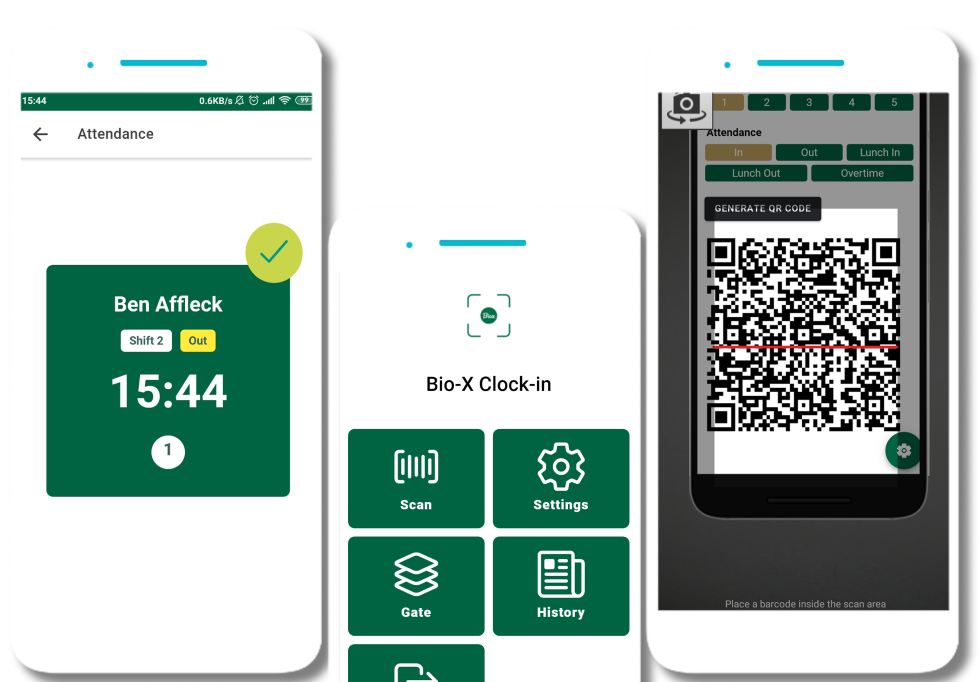 15:44 0.6KB/s 99
Attendance
Ben Affleck
Shift 2 Out
15:44
1
Bio-X Clock-in
Scan Settings
Gate History
1 2 3 4 5
Attendance
In Out Lunch In
Lunch Out Overtime
GENERATE QR CODE
Place a barcode inside the scan area